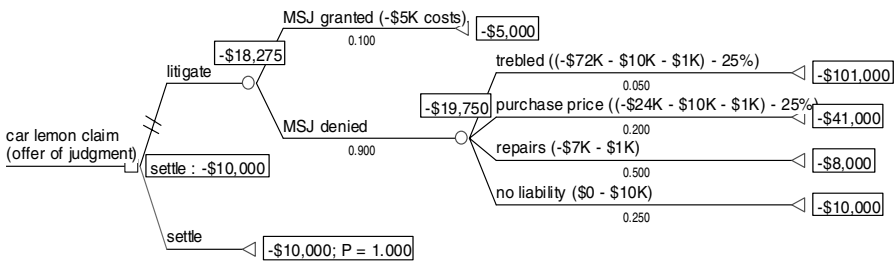 MSJ granted (-$5K costs)
0.100
-$5,000
-$18,275
litigate
trebled ((-$72K - $10K - $1K) - 25%)
0.050
-$101,000
-$19,750
purchase price ((-$24K - $10K - $1K) - 25%)
0.200
-$41,000
MSJ denied
0.900
car lemon claim
(offer of judgment)
settle : -$10,000
repairs (-$7K - $1K)
0.500
-$8,000
no liability ($0 - $10K)
0.250
-$10,000
settle
-$10,000; P = 1.000